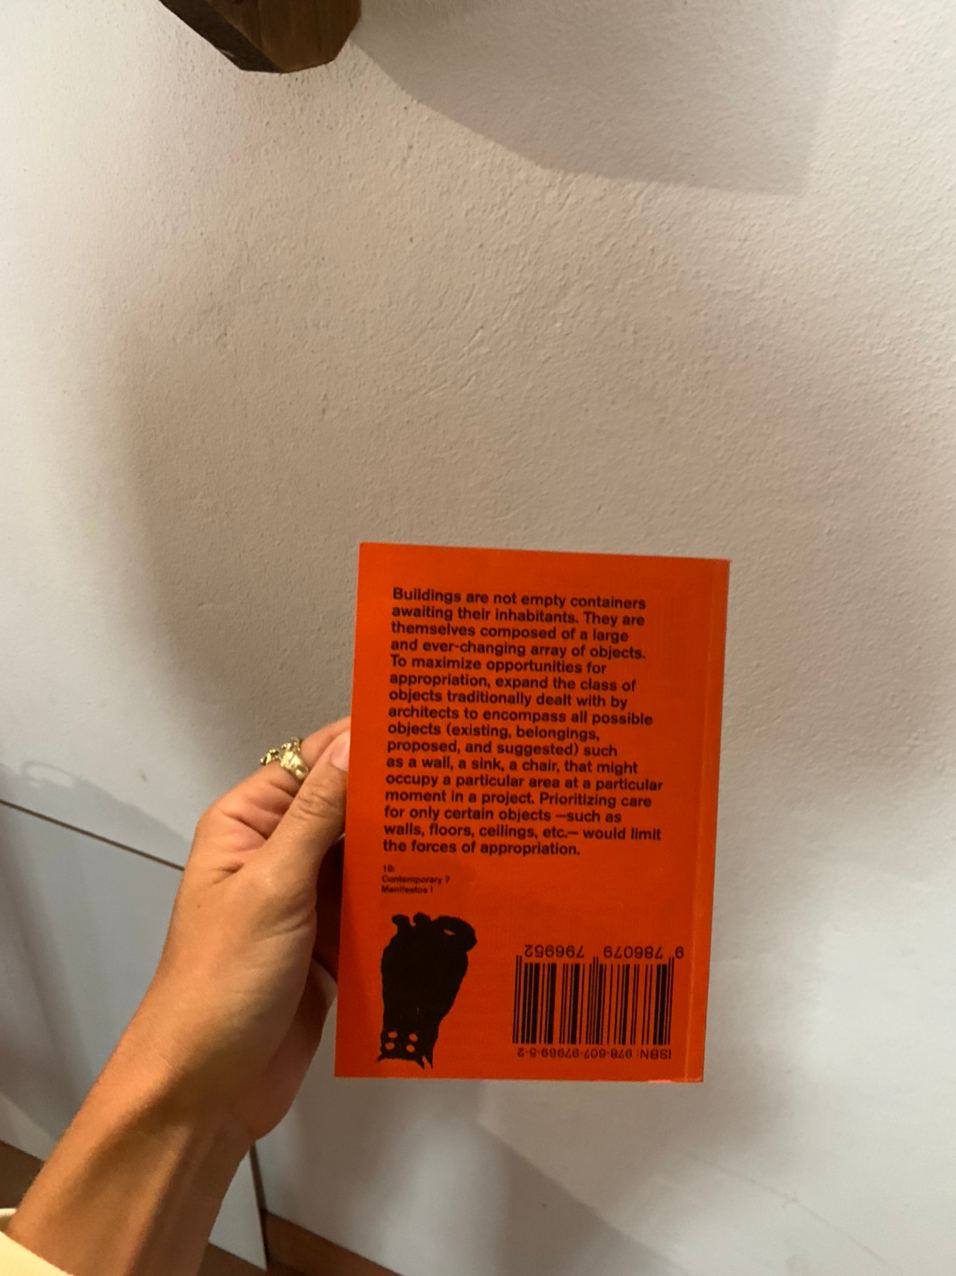 Buildings are not empty containers
awaiting their inhabitants. They are
themselves composed of a large
and ever-changing array of objects.
To maximize opportunities for
appropriation, expand the class of
objects traditionally dealt with by
architects to encompass all possible
objects (existing, belongings,
proposed, and suggested) such
as a wall, a sink, a chair, that might
occupy a particular area at a particular
moment in a project. Prioritizing care
for only certain objects —such as
walls, floors, ceilings, etc.— would limit
the forces of appropriation.
10:
Contemporary ?
Manifestos !
9 786079 796952
ISBN: 978-607-97969-5-2